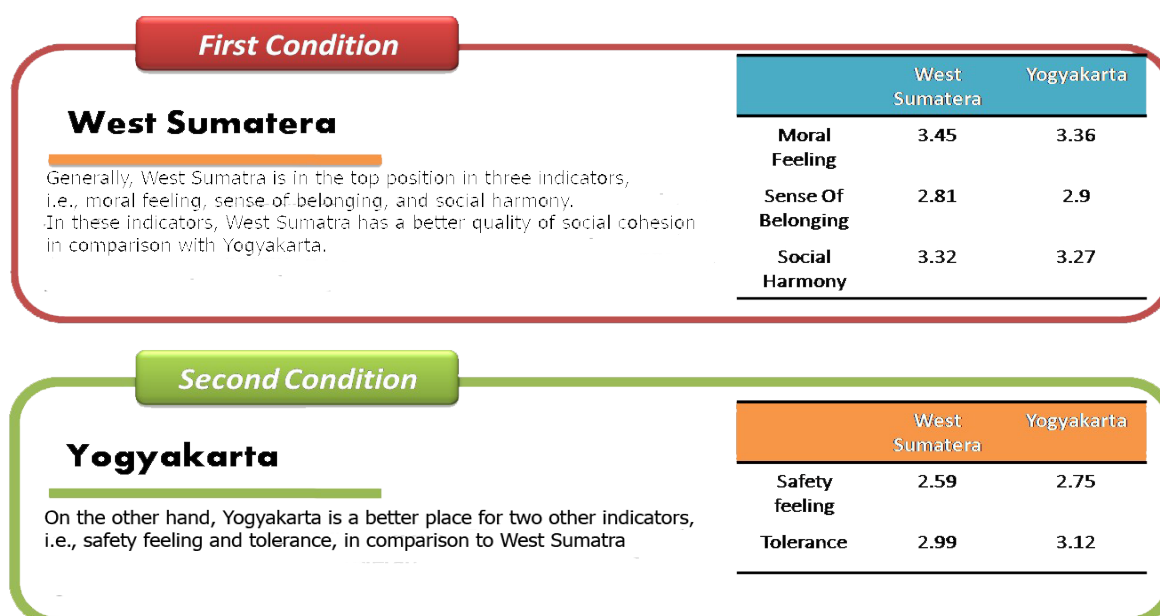 First Condition
West Sumatera
Generally, West Sumatra is in the top position in three indicators,
i.e., moral feeling, sense of belonging, and social harmony.
In these indicators, West Sumatra has a better quality of social cohesion
in comparison with Yogyakarta.
West
Sumatera
Yogyakarta
Moral
Feeling
3.45
3.36
Sense Of
Belonging
2.81
2.9
Social
Harmony
3.32
3.27
Second Condition
Yogyakarta
On the other hand, Yogyakarta is a better place for two other indicators,
i.e., safety feeling and tolerance, in comparison to West Sumatra
West
Sumatera
Yogyakarta
Safety
feeling
2.59
2.75
Tolerance
2.99
3.12